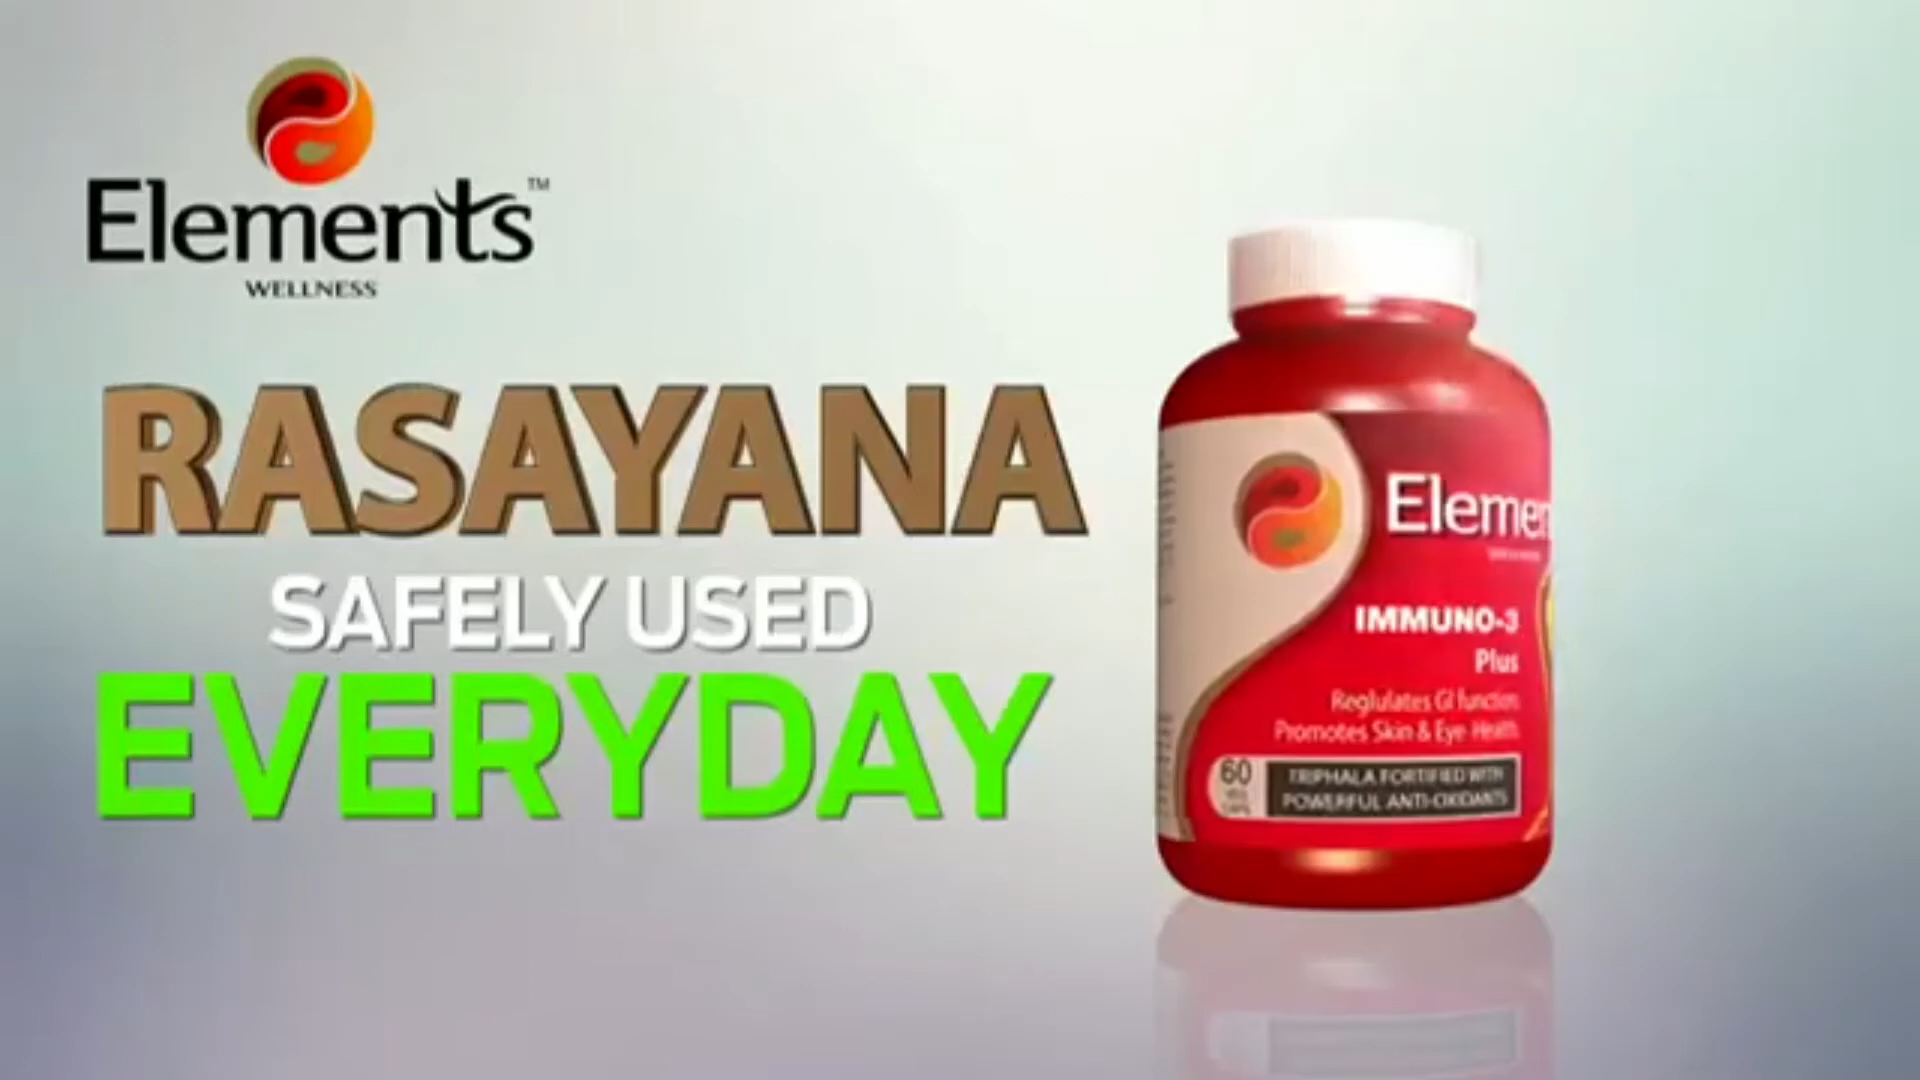 Elements™
WELLNESS
RASAYANA
SAFELY USED
EVERYDAY
Elemen
IMMUNO-3
Plus
Reglulates GI function
Promotes Skin & Eye Health
60
TRIPHALA FORTIFIED WITH
POWERFUL ANTI-OXIDANTS